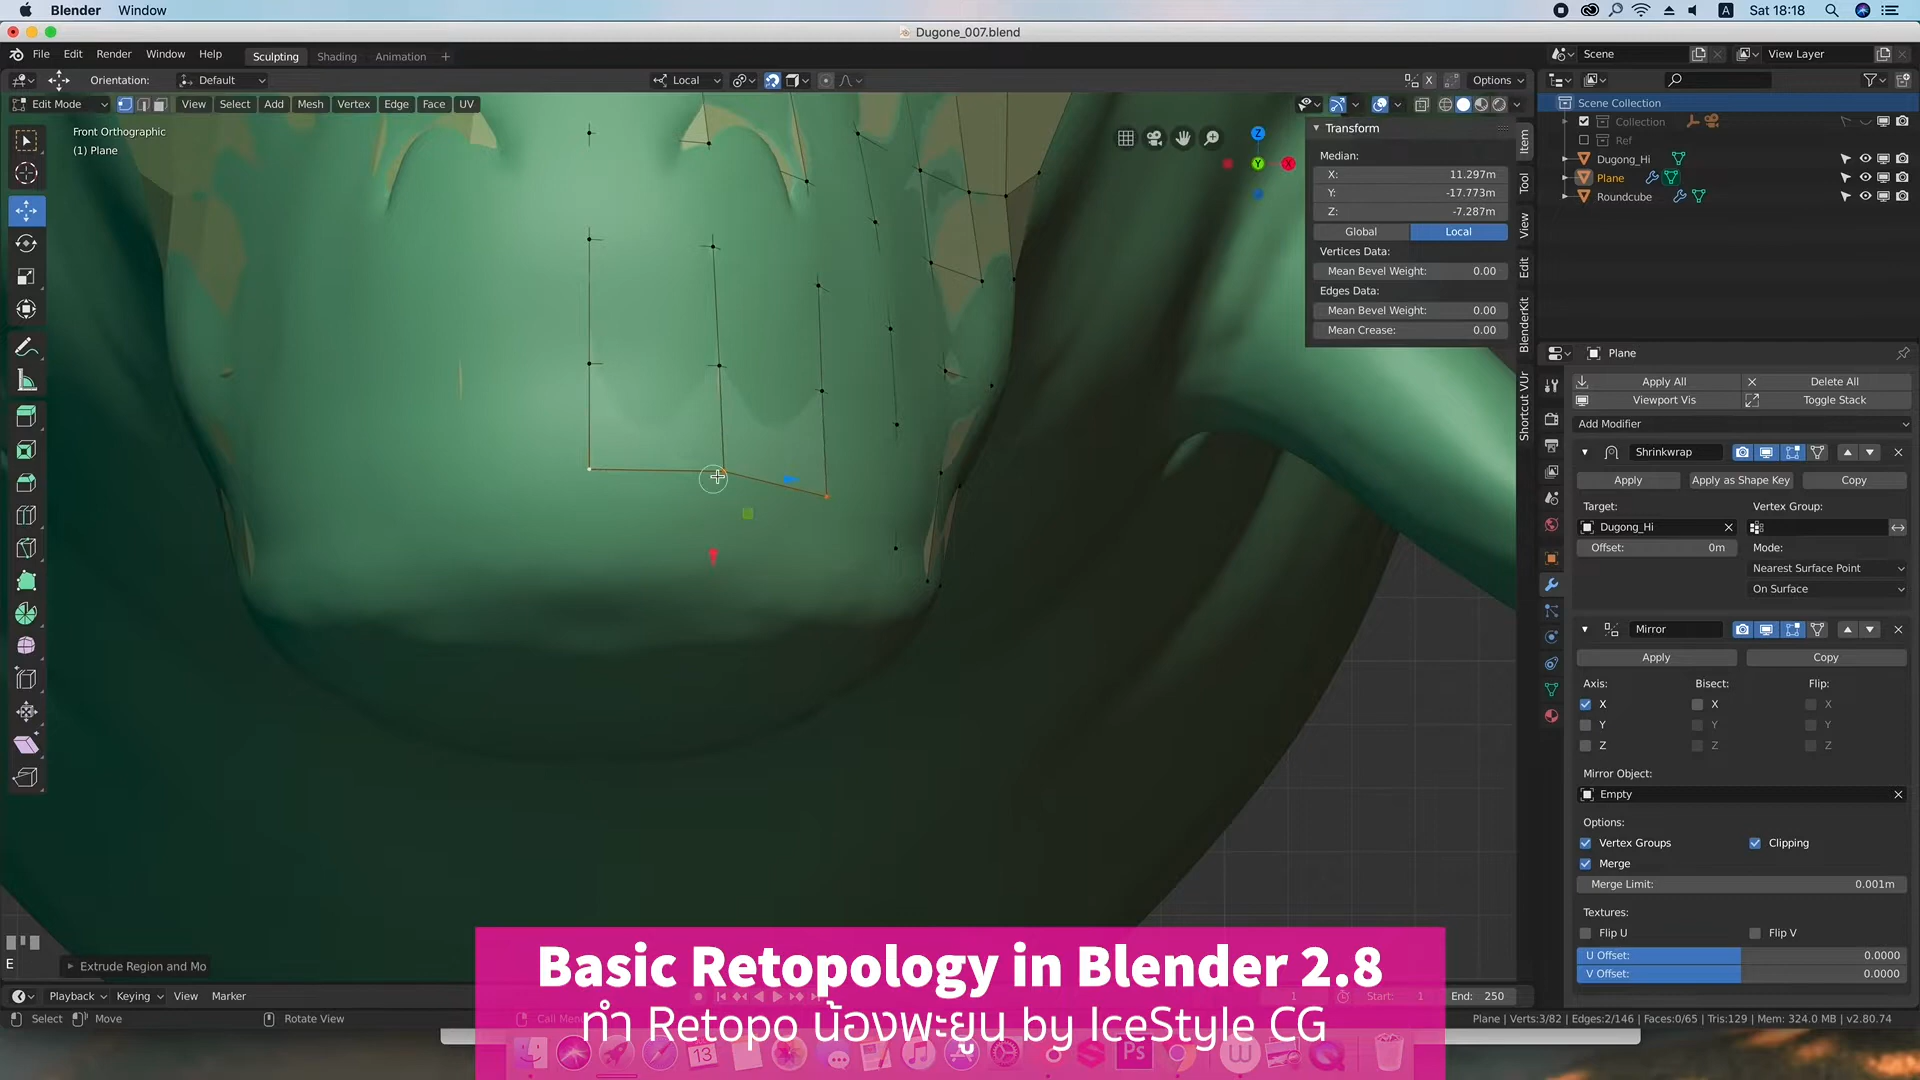 Blender Window
A Sat 18:18
Dugone_007.blend
File Edit Render Window Help Sculpting Shading Animation +
Scene View Layer
Orientation: Default Local X Options
Edit Mode View Select Add Mesh Vertex Edge Face UV
Front Orthographic
(1) Plane
Z
Y
X
Transform
Median:
X: 11.297m
Y: -17.773m
Z: -7.287m
Global Local
Vertices Data:
Mean Bevel Weight: 0.00
Edges Data:
Mean Bevel Weight: 0.00
Mean Crease: 0.00
Item
Tool
View
Edit
BlenderKit
Shortcut VUr
Scene Collection
Collection
Ref
Dugong_Hi
Plane
Roundcube
Plane
Apply All Delete All
Viewport Vis Toggle Stack
Add Modifier
Shrinkwrap
Apply Apply as Shape Key Copy
Target: Vertex Group:
Dugong_Hi
Offset: 0m Mode:
Nearest Surface Point
On Surface
Mirror
Apply Copy
Axis: Bisect: Flip:
X X X
Y Y Y
Z Z Z
Mirror Object:
Empty
Options:
Vertex Groups Clipping
Merge
Merge Limit: 0.001m
Textures:
Flip U Flip V
U Offset: 0.0000
V Offset: 0.0000
E
Extrude Region and Mo
Basic Retopology in Blender 2.8
ทำ Retopo น้องพะยูน by IceStyle CG
Playback Keying View Marker
1 Start: 1 End: 250
Select Move Rotate View Call Menu
Plane | Verts:3/82 | Edges:2/146 | Faces:0/65 | Tris:129 | Mem: 324.0 MB | v2.80.74
13
Ps